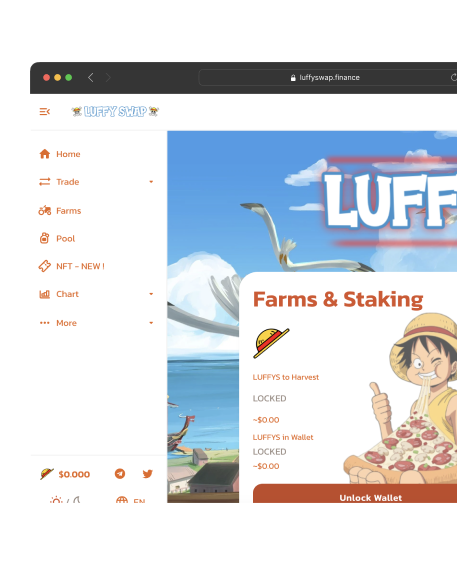 luffyswap.finance
LUFFY SWAP
Home
Trade
Farms
Pool
NFT - NEW !
Chart
More
$0.000
EN
LUFF
Farms & Staking
LUFFYS to Harvest
LOCKED
~$0.00
LUFFYS in Wallet
LOCKED
~$0.00
Unlock Wallet